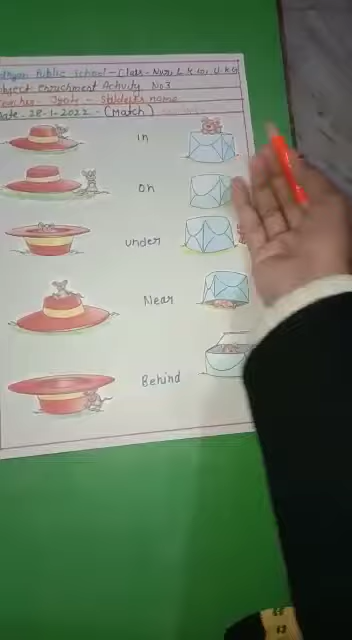 Public School - Class - Nur, L.K.G, U.K.G
Subject Enrichment Activity No 3
Teacher - Jyoti - Student's name
Date - 28-1-2022 - (Match)
in
on
under
Near
Behind